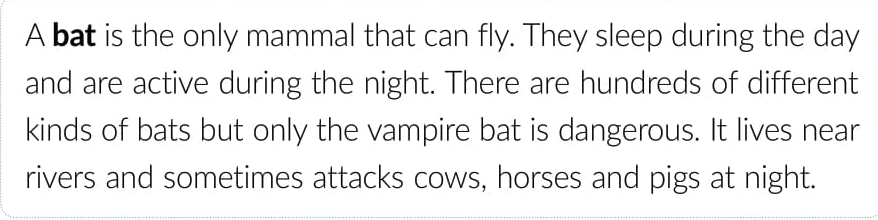 A bat is the only mammal that can fly. They sleep during the day
and are active during the night. There are hundreds of different
kinds of bats but only the vampire bat is dangerous. It lives near
rivers and sometimes attacks cows, horses and pigs at night.